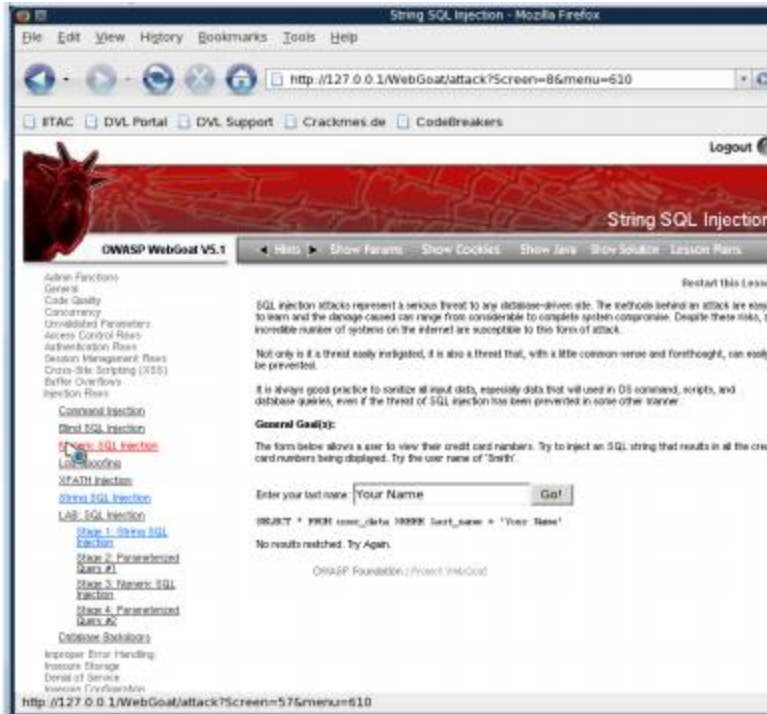 String SQL Injection - Mozilla Firefox
File Edit View History Bookmarks Tools Help
http://127.0.0.1/WebGoat/attack?Screen=8&menu=610
IITAC DVL Portal DVL Support Crackmes.de CodeBreakers
Logout
String SQL Injection
OWASP WebGoat V5.1
Hints Show Params Show Cookies Show Java Show Solution Lesson Plans
Restart this Lesso
Admin Functions
General
Code Quality
Concurrency
Unvalidated Parameters
Access Control Flaws
Authentication Flaws
Session Management Flaws
Cross-Site Scripting (XSS)
Buffer Overflows
Injection Flaws
Command Injection
Blind SQL Injection
Numeric SQL Injection
Log Spoofing
XPATH Injection
String SQL Injection
LAB: SQL Injection
Stage 1: String SQL
Injection
Stage 2: Parameterized
Query #1
Stage 3: Numeric SQL
Injection
Stage 4: Parameterized
Query #2
Database Backdoors
Improper Error Handling
Insecure Storage
Denial of Service
Insecure Configuration
SQL injection attacks represent a serious threat to any database-driven site. The methods behind an attack are easy
to learn and the damage caused can range from considerable to complete system compromise. Despite these risks, a
incredible number of systems on the internet are susceptible to this form of attack.
Not only is it a threat easily instigated, it is also a threat that, with a little common-sense and forethought, can easily
be prevented.
It is always good practice to sanitize all input data, especially data that will used in OS command, scripts, and
database queries, even if the threat of SQL injection has been prevented in some other manner.
General Goal(s):
The form below allows a user to view their credit card numbers. Try to inject an SQL string that results in all the cre
card numbers being displayed. Try the user name of 'Smith'.
Enter your last name: Your Name Go!
SELECT * FROM user_data WHERE last_name = 'Your Name'
No results matched. Try Again.
OWASP Foundation | Project WebGoat
http://127.0.0.1/WebGoat/attack?Screen=57&menu=610